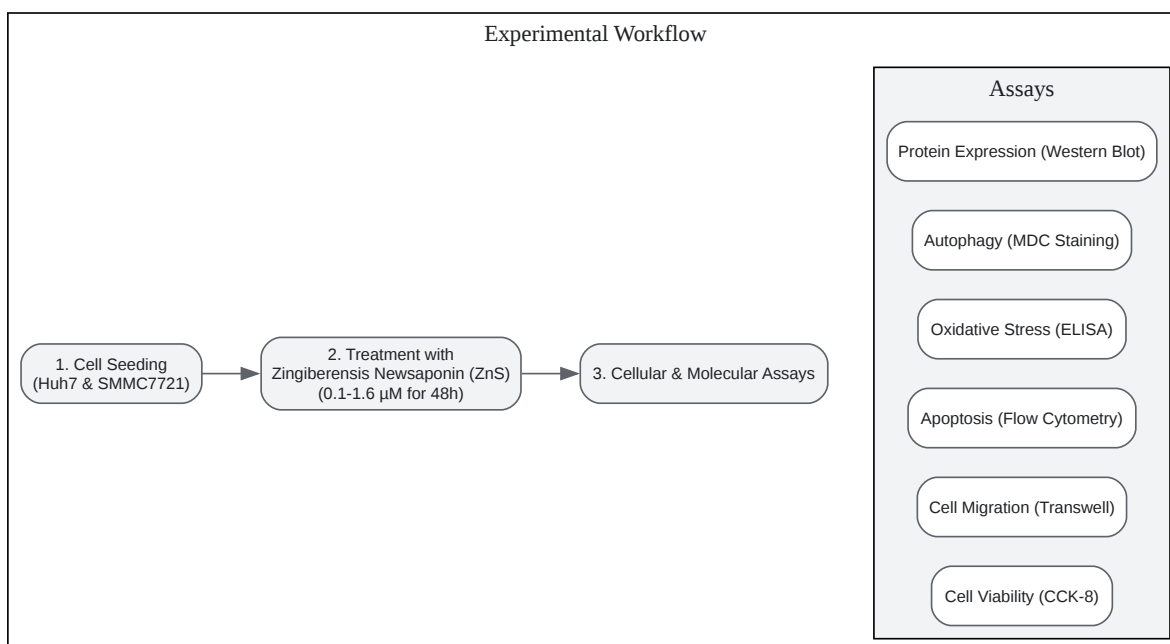 Experimental Workflow
1. Cell Seeding
(Huh7 & SMMC7721)
2. Treatment with
Zingiberensis Newsaponin (ZnS)
(0.1-1.6 µM for 48h)
3. Cellular & Molecular Assays
Assays
Protein Expression (Western Blot)
Autophagy (MDC Staining)
Oxidative Stress (ELISA)
Apoptosis (Flow Cytometry)
Cell Migration (Transwell)
Cell Viability (CCK-8)